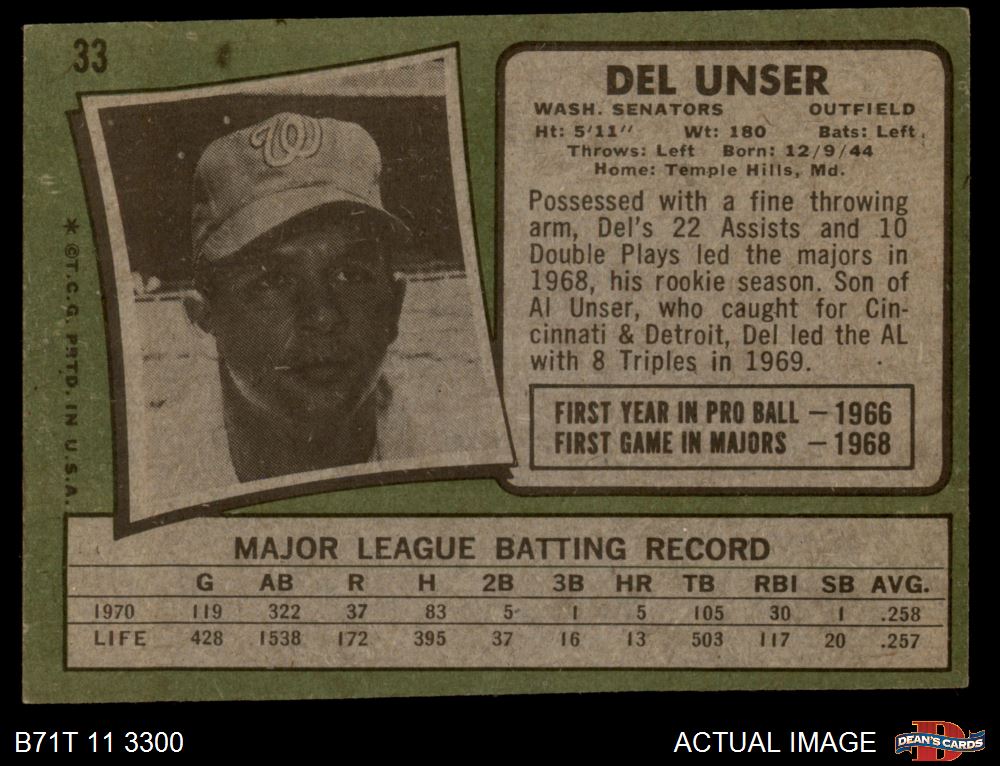 33
DEL UNSER
WASH. SENATORS OUTFIELD
Ht: 5'11" Wt: 180 Bats: Left
Throws: Left Born: 12/9/44
Home: Temple Hills, Md.
Possessed with a fine throwing
arm, Del's 22 Assists and 10
Double Plays led the majors in
1968, his rookie season. Son of
Al Unser, who caught for Cin-
cinnati & Detroit, Del led the AL
with 8 Triples in 1969.
FIRST YEAR IN PRO BALL — 1966
FIRST GAME IN MAJORS — 1968
W
* © T.C.G. PRTD. IN U.S.A.
MAJOR LEAGUE BATTING RECORD
G AB R H 2B 3B HR TB RBI SB AVG.
1970 119 322 37 83 5 1 5 105 30 1 .258
LIFE 428 1538 172 395 37 16 13 503 117 20 .257
B71T 11 3300
ACTUAL IMAGE
DEAN'S CARDS